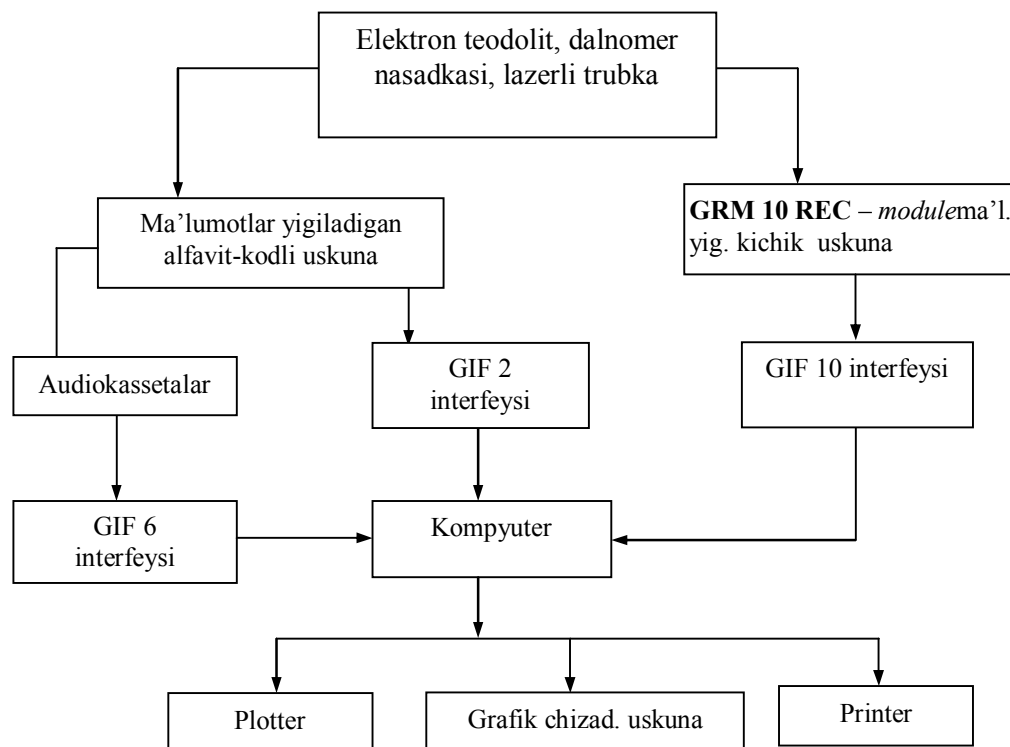 Elektron teodolit, dalnomer
nasadkasi, lazerli trubka
Ma’lumotlar yigiladigan
alfavit-kodli uskuna
GRM 10 REC – modulema’l.
yig. kichik uskuna
Audiokassetalar
GIF 2
interfeysi
GIF 10 interfeysi
GIF 6
interfeysi
Kompyuter
Plotter
Grafik chizad. uskuna
Printer